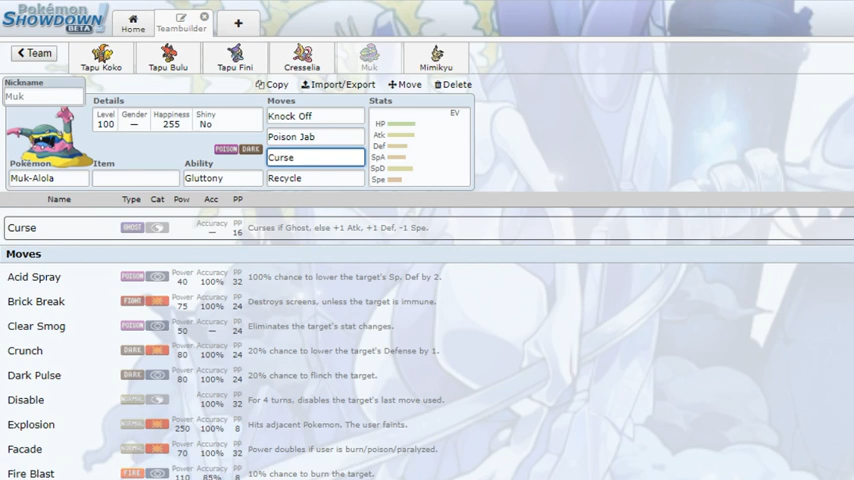 Pokémon
SHOWDOWN!
BETA
Home
Teambuilder
+
< Team
Tapu Koko
Tapu Bulu
Tapu Fini
Cresselia
Muk
Mimikyu
Copy
Import/Export
Move
Delete
Nickname
Muk
Details
Level
100
Gender
—
Happiness
255
Shiny
No
POISON DARK
Pokémon
Muk-Alola
Item
Ability
Gluttony
Moves
Knock Off
Poison Jab
Curse
Recycle
Stats
EV
HP
Atk
Def
SpA
SpD
Spe
Name Type Cat Pow Acc PP
Curse GHOST Accuracy — PP 16 Curses if Ghost, else +1 Atk, +1 Def, -1 Spe.
Moves
Acid Spray POISON Power 40 Accuracy 100% PP 32 100% chance to lower the target's Sp. Def by 2.
Brick Break FIGHT Power 75 Accuracy 100% PP 24 Destroys screens, unless the target is immune.
Clear Smog POISON Power 50 Accuracy — PP 24 Eliminates the target's stat changes.
Crunch DARK Power 80 Accuracy 100% PP 24 20% chance to lower the target's Defense by 1.
Dark Pulse DARK Power 80 Accuracy 100% PP 24 20% chance to flinch the target.
Disable NORMAL Accuracy 100% PP 32 For 4 turns, disables the target's last move used.
Explosion NORMAL Power 250 Accuracy 100% PP 8 Hits adjacent Pokemon. The user faints.
Facade NORMAL Power 70 Accuracy 100% PP 32 Power doubles if user is burn/poison/paralyzed.
Fire Blast FIRE Power 110 Accuracy 85% PP 8 10% chance to burn the target.